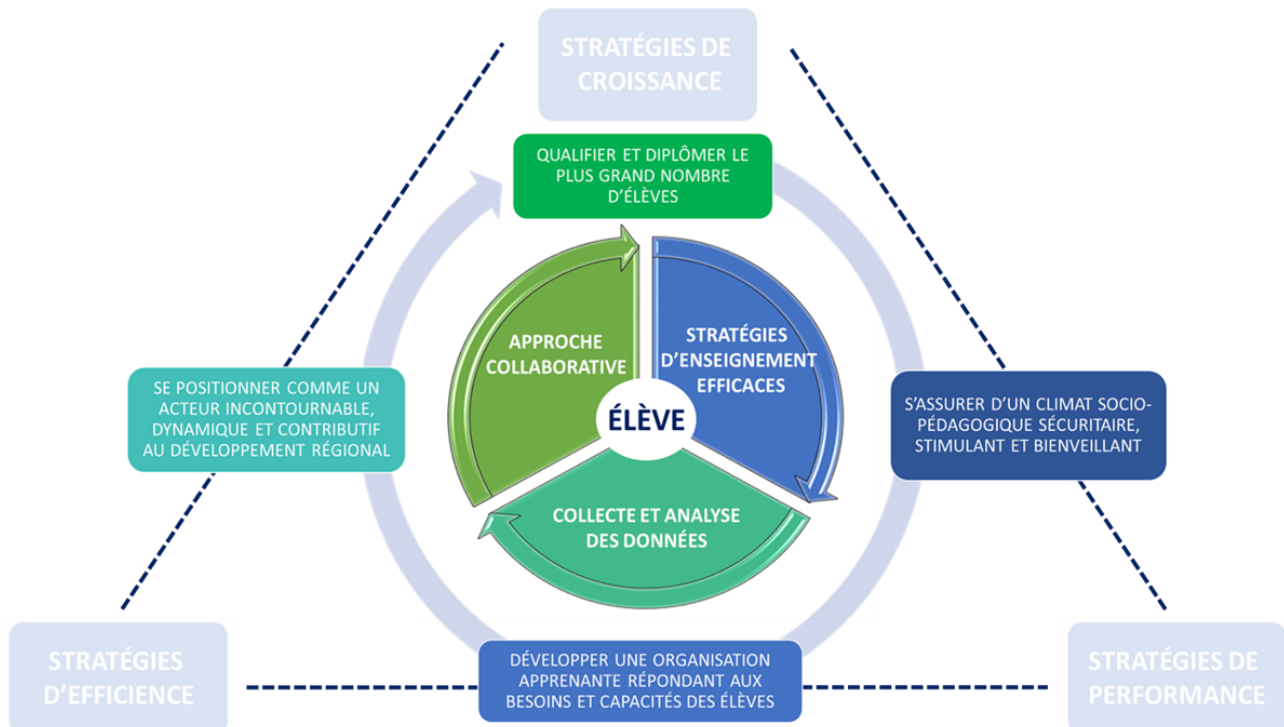 STRATÉGIES DE
CROISSANCE
QUALIFIER ET DIPLÔMER LE
PLUS GRAND NOMBRE
D'ÉLÈVES
APPROCHE
COLLABORATIVE
STRATÉGIES
D'ENSEIGNEMENT
EFFICACES
ÉLÈVE
COLLECTE ET ANALYSE
DES DONNÉES
SE POSITIONNER COMME UN
ACTEUR INCONTOURNABLE,
DYNAMIQUE ET CONTRIBUTIF
AU DÉVELOPPEMENT RÉGIONAL
S'ASSURER D'UN CLIMAT SOCIO-
PÉDAGOGIQUE SÉCURITAIRE,
STIMULANT ET BIENVEILLANT
STRATÉGIES
D'EFFICIENCE
DÉVELOPPER UNE ORGANISATION
APPRENANTE RÉPONDANT AUX
BESOINS ET CAPACITÉS DES ÉLÈVES
STRATÉGIES DE
PERFORMANCE